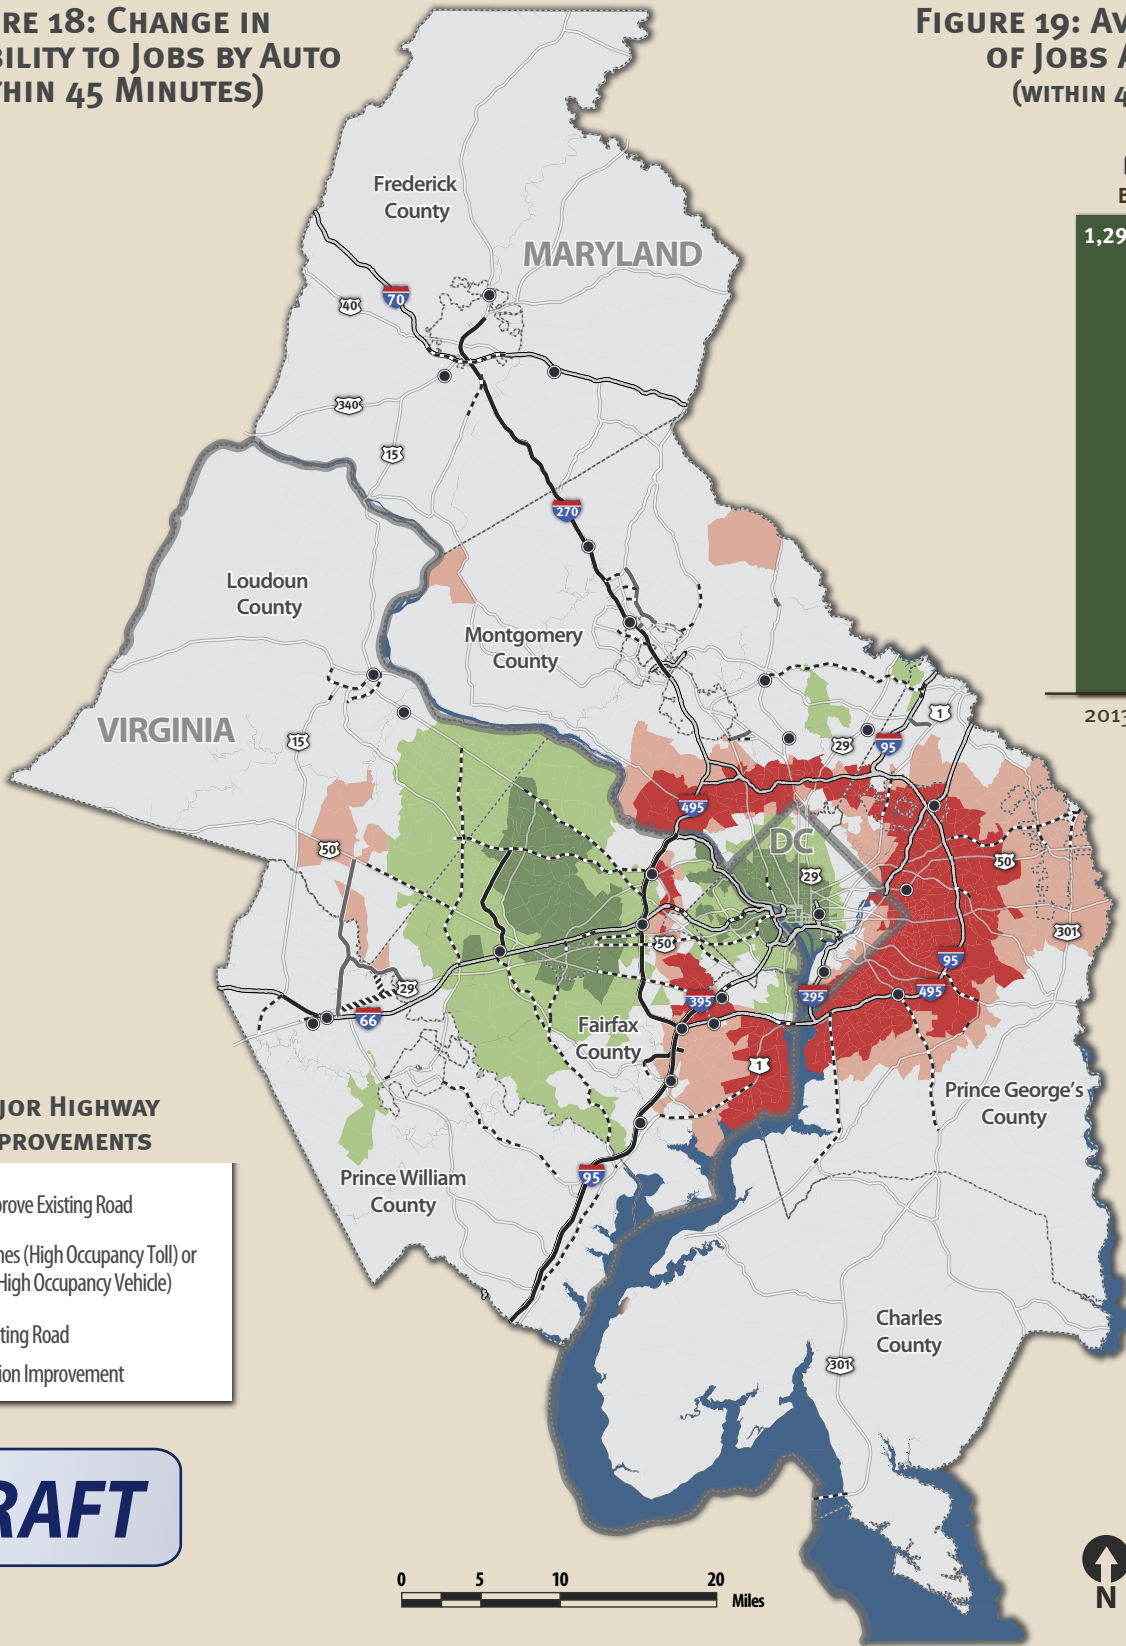 RE 18: CHANGE IN
BILITY TO JOBS BY AUTO
THIN 45 MINUTES)
FIGURE 19: AV
OF JOBS A
(WITHIN 4
1,29
2013
Frederick
County
MARYLAND
70
40
340
15
270
Loudoun
County
Montgomery
County
VIRGINIA
15
1
29
95
495
DC
50
50
29
301
50
95
29
395
295
495
66
Fairfax
County
1
Prince George's
County
JOR HIGHWAY
PROVEMENTS
prove Existing Road
nes (High Occupancy Toll) or
High Occupancy Vehicle)
ting Road
ion Improvement
Prince William
County
95
Charles
County
301
RAFT
0 5 10 20
Miles
N